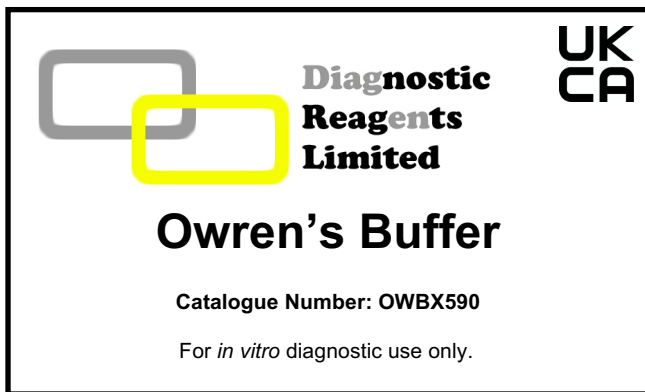 UK
CA
Diagnostic
Reagents
Limited
Owren’s Buffer
Catalogue Number: OWBX590
For in vitro diagnostic use only.